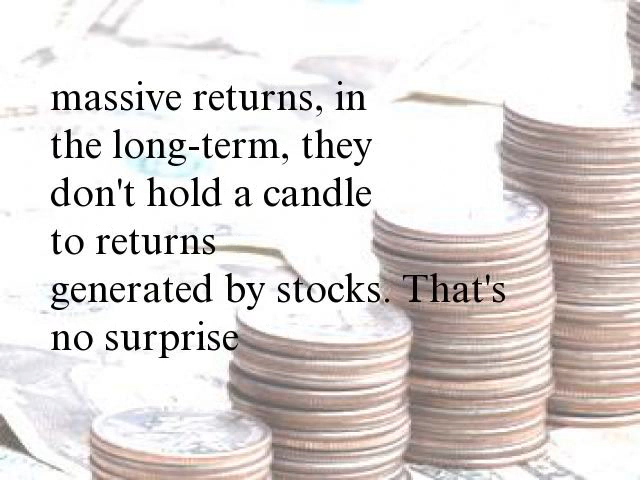 massive returns, in
the long-term, they
don't hold a candle
to returns
generated by stocks. That's
no surprise